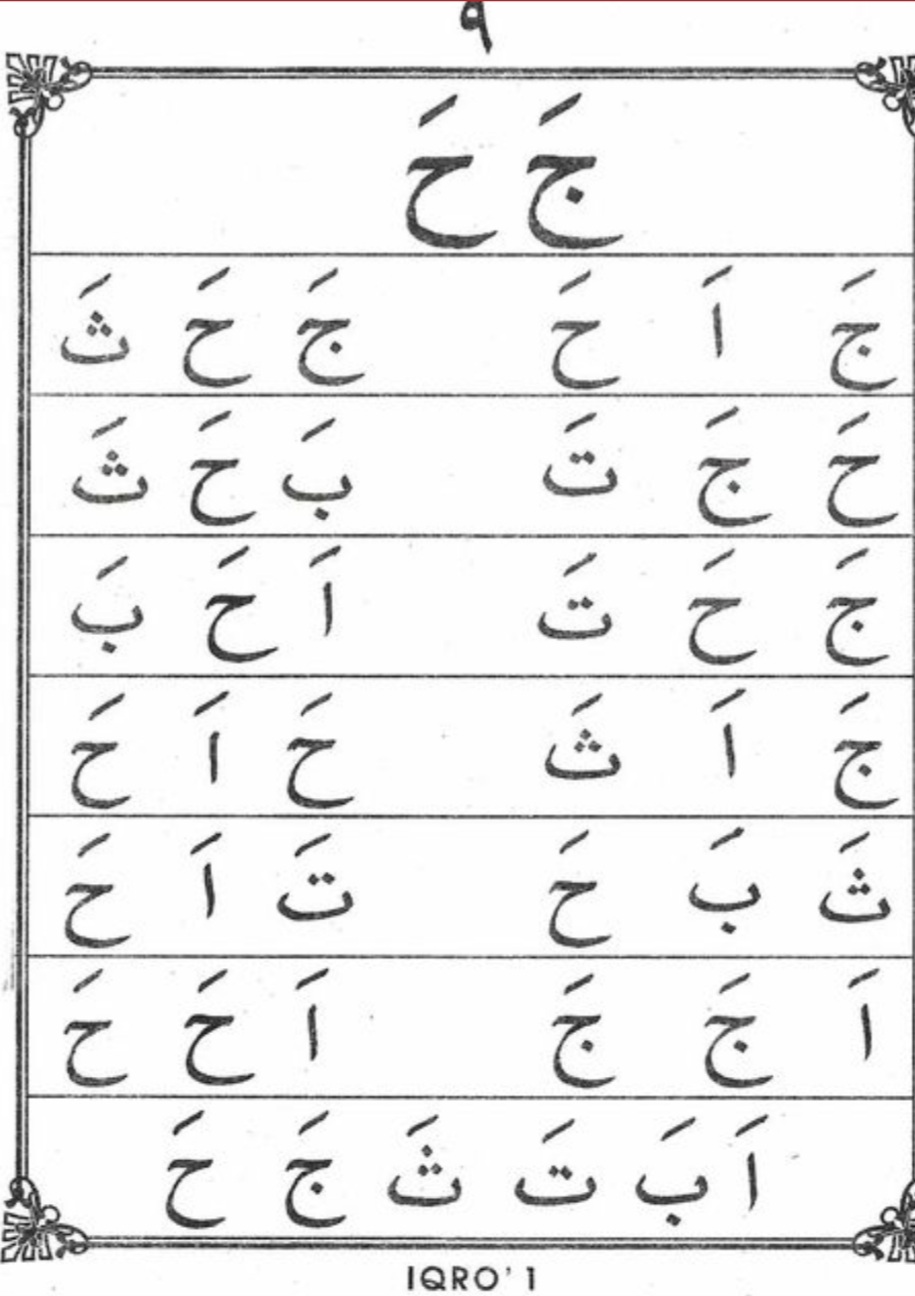 ٩
جَ حَ
جَ اَ حَ جَ حَ ثَ
حَ جَ تَ بَ حَ ثَ
جَ حَ تَ اَ حَ بَ
جَ اَ ثَ حَ اَ حَ
ثَ بَ حَ تَ اَ حَ
اَ جَ جَ اَ حَ حَ
اَ بَ تَ ثَ جَ حَ
IQRO' 1